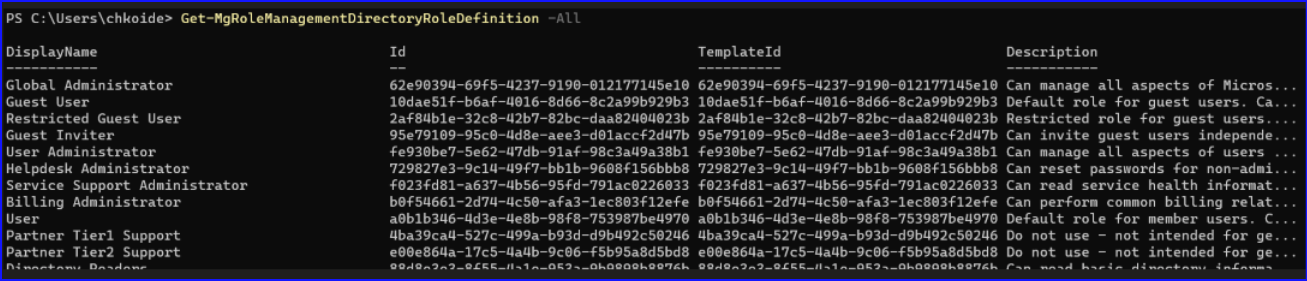 PS C:\Users\chkoide> Get-MgRoleManagementDirectoryRoleDefinition -All
DisplayName Id TemplateId Description
----------- -- ---------- -----------
Global Administrator 62e90394-69f5-4237-9190-012177145e10 62e90394-69f5-4237-9190-012177145e10 Can manage all aspects of Micros...
Guest User 10dae51f-b6af-4016-8d66-8c2a99b929b3 10dae51f-b6af-4016-8d66-8c2a99b929b3 Default role for guest users. Ca...
Restricted Guest User 2af84b1e-32c8-42b7-82bc-daa82404023b 2af84b1e-32c8-42b7-82bc-daa82404023b Restricted role for guest users....
Guest Inviter 95e79109-95c0-4d8e-aee3-d01accf2d47b 95e79109-95c0-4d8e-aee3-d01accf2d47b Can invite guest users independe...
User Administrator fe930be7-5e62-47db-91af-98c3a49a38b1 fe930be7-5e62-47db-91af-98c3a49a38b1 Can manage all aspects of users ...
Helpdesk Administrator 729827e3-9c14-49f7-bb1b-9608f156bbb8 729827e3-9c14-49f7-bb1b-9608f156bbb8 Can reset passwords for non-admi...
Service Support Administrator f023fd81-a637-4b56-95fd-791ac0226033 f023fd81-a637-4b56-95fd-791ac0226033 Can read service health informat...
Billing Administrator b0f54661-2d74-4c50-afa3-1ec803f12efe b0f54661-2d74-4c50-afa3-1ec803f12efe Can perform common billing relat...
User a0b1b346-4d3e-4e8b-98f8-753987be4970 a0b1b346-4d3e-4e8b-98f8-753987be4970 Default role for member users. C...
Partner Tier1 Support 4ba39ca4-527c-499a-b93d-d9b492c50246 4ba39ca4-527c-499a-b93d-d9b492c50246 Do not use - not intended for ge...
Partner Tier2 Support e00e864a-17c5-4a4b-9c06-f5b95a8d5bd8 e00e864a-17c5-4a4b-9c06-f5b95a8d5bd8 Do not use - not intended for ge...
Directory Readers 88d8e3e3-8f55-4a1e-953a-9b9898b8876b 88d8e3e3-8f55-4a1e-953a-9b9898b8876b Can read basic directory informa...